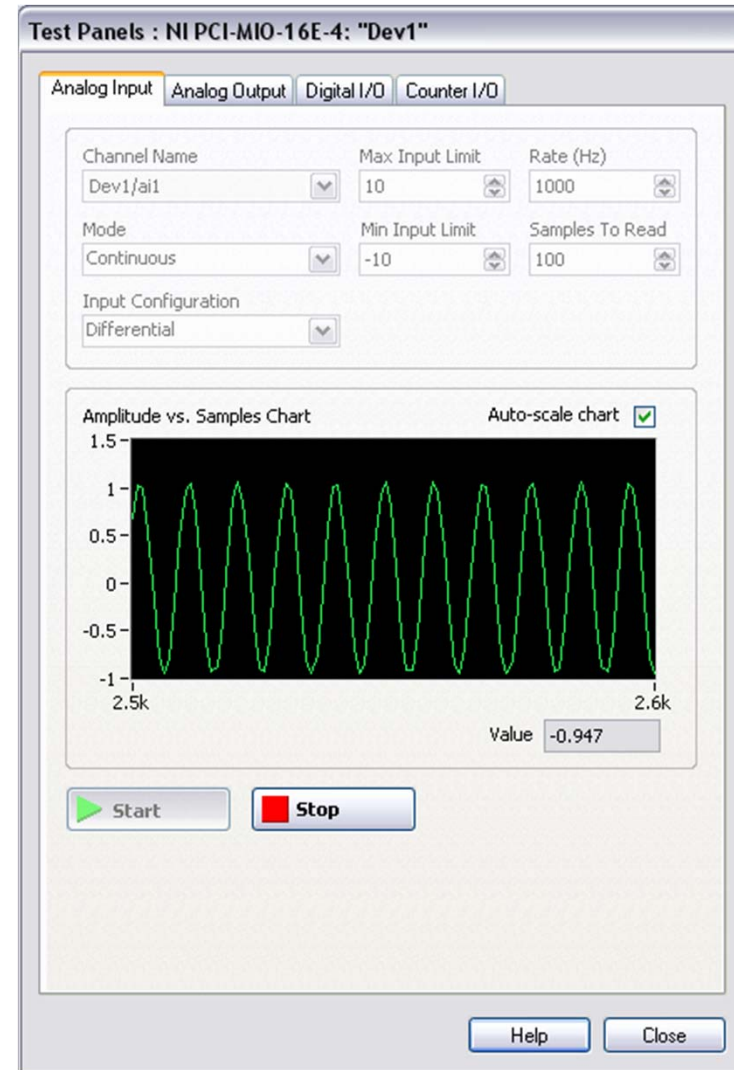 Test Panels : NI PCI-MIO-16E-4: "Dev1"
Analog Input Analog Output Digital I/O Counter I/O
Channel Name Max Input Limit Rate (Hz)
Dev1/ai1 10 1000
Mode Min Input Limit Samples To Read
Continuous -10 100
Input Configuration
Differential
Amplitude vs. Samples Chart Auto-scale chart
1.5
1
0.5
0
-0.5
-1
2.5k 2.6k
Value -0.947
Start Stop
Help Close